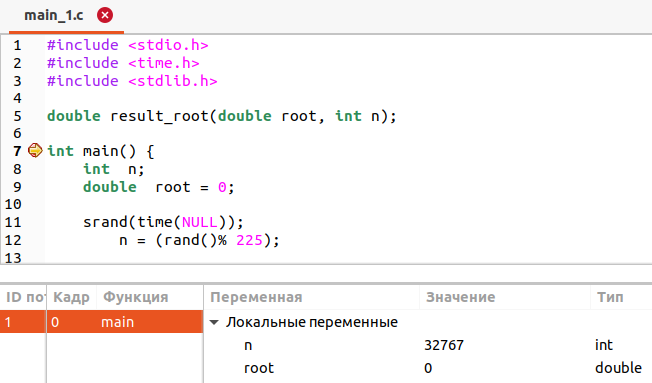 main_1.c
1 #include <stdio.h>
2 #include <time.h>
3 #include <stdlib.h>
4
5 double result_root(double root, int n);
6
7 int main() {
8     int  n;
9     double  root = 0;
10
11     srand(time(NULL));
12         n = (rand()% 225);
13
ID пот Кадр Функция Переменная Значение Тип
1 0 main Локальные переменные
n 32767 int
root 0 double